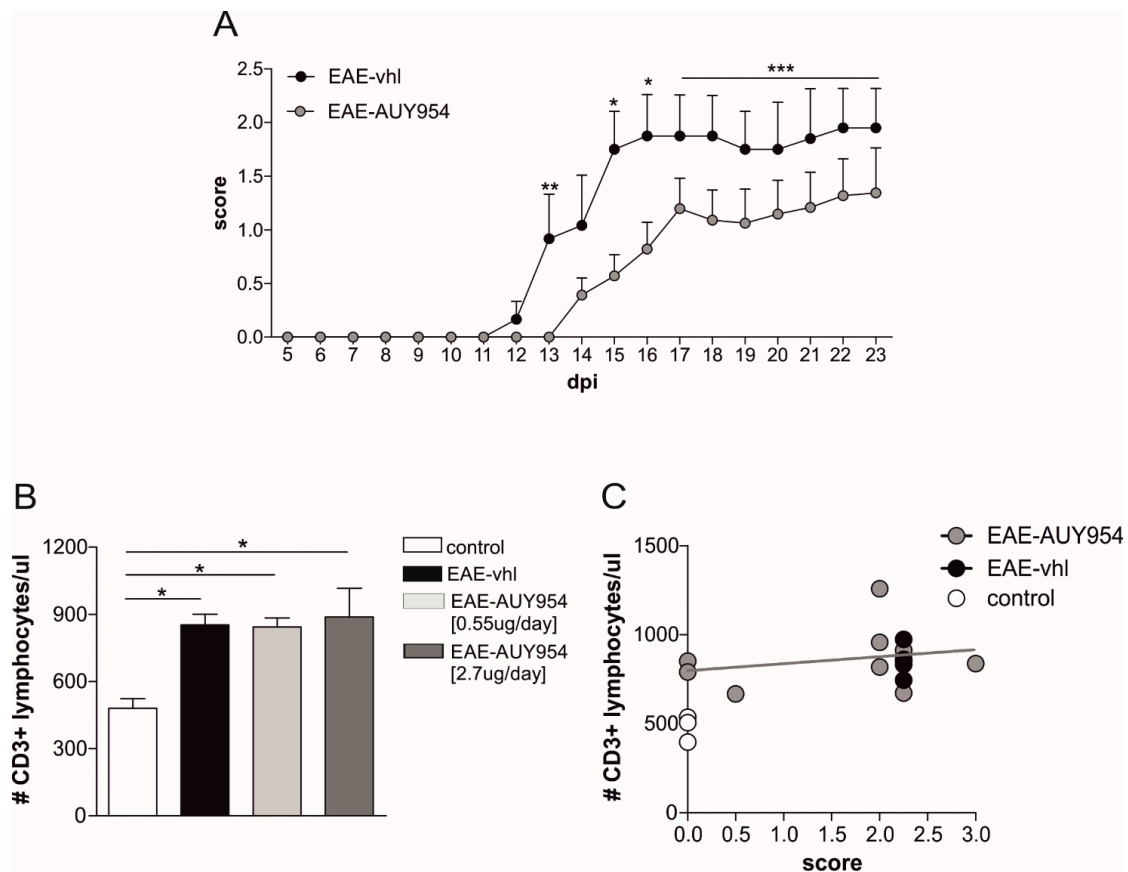 A
EAE-vhl
EAE-AUY954
2.5
2.0
1.5
1.0
0.5
0.0
score
**
*
*
***
5 6 7 8 9 10 11 12 13 14 15 16 17 18 19 20 21 22 23
dpi
B
# CD3+ lymphocytes/ul
1200
900
600
300
0
*
*
*
control
EAE-vhl
EAE-AUY954
[0.55ug/day]
EAE-AUY954
[2.7ug/day]
C
# CD3+ lymphocytes/ul
1500
1000
500
0
0.0 0.5 1.0 1.5 2.0 2.5 3.0
score
EAE-AUY954
EAE-vhl
control